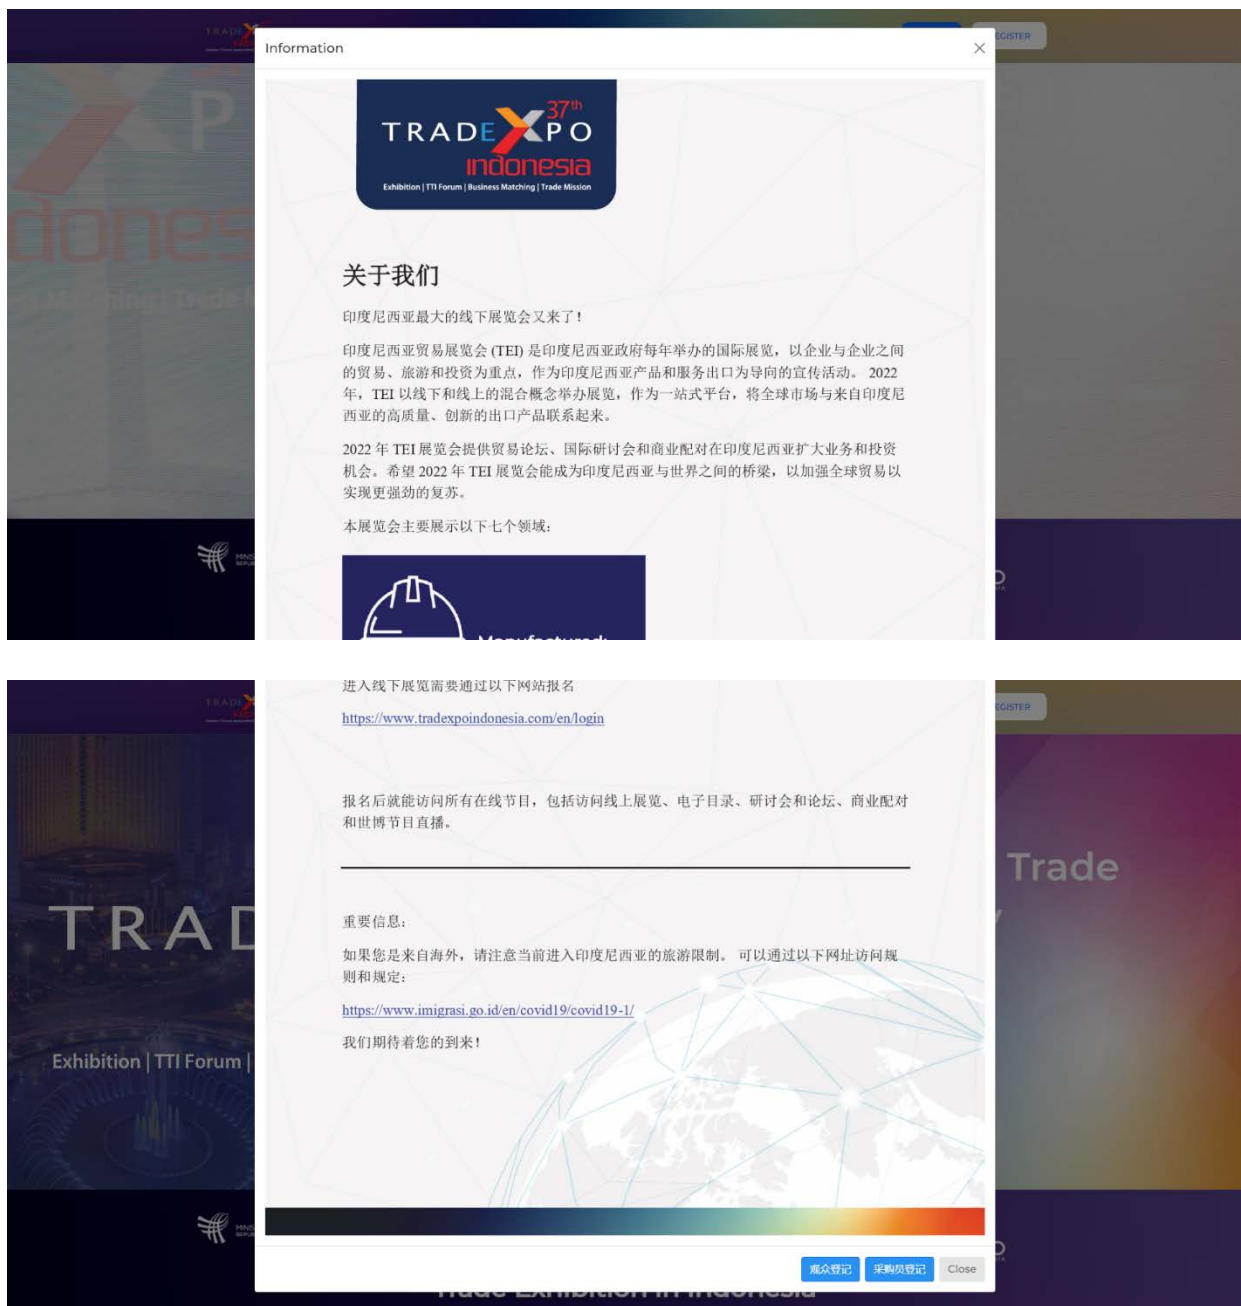 TRADE
EGISTER
Information
37th
TRADE XPO
indonesia
Exhibition | TTI Forum | Business Matching | Trade Mission
P
dones
关于我们
印度尼西亚最大的线下展览会又来了!
印度尼西亚贸易展览会 (TEI) 是印度尼西亚政府每年举办的国际展览，以企业与企业之间
的贸易、旅游和投资为重点，作为印度尼西亚产品和服务出口为导向的宣传活动。 2022
年，TEI 以线下和线上的混合概念举办展览，作为一站式平台，将全球市场与来自印度尼
西亚的高质量、创新的出口产品联系起来。
2022 年 TEI 展览会提供贸易论坛、国际研讨会和商业配对在印度尼西亚扩大业务和投资
机会。希望 2022 年 TEI 展览会能成为印度尼西亚与世界之间的桥梁，以加强全球贸易以
实现更强劲的复苏。
本展览会主要展示以下七个领域：
MINIS
REPUB
进入线下展览需要通过以下网站报名
TRADE
EGISTER
https://www.tradexpoindonesia.com/en/login
报名后就能访问所有在线节目，包括访问线上展览、电子目录、研讨会和论坛、商业配对
和世博节目直播。
Trade
TRAD
重要信息：
如果您是来自海外，请注意当前进入印度尼西亚的旅游限制。 可以通过以下网址访问规
则和规定：
https://www.imigrasi.go.id/en/covid19/covid19-1/
我们期待着您的到来!
Exhibition | TTI Forum |
MINIS
REPUB
观众登记 采购员登记 Close
Trade Exhibition in Indonesia